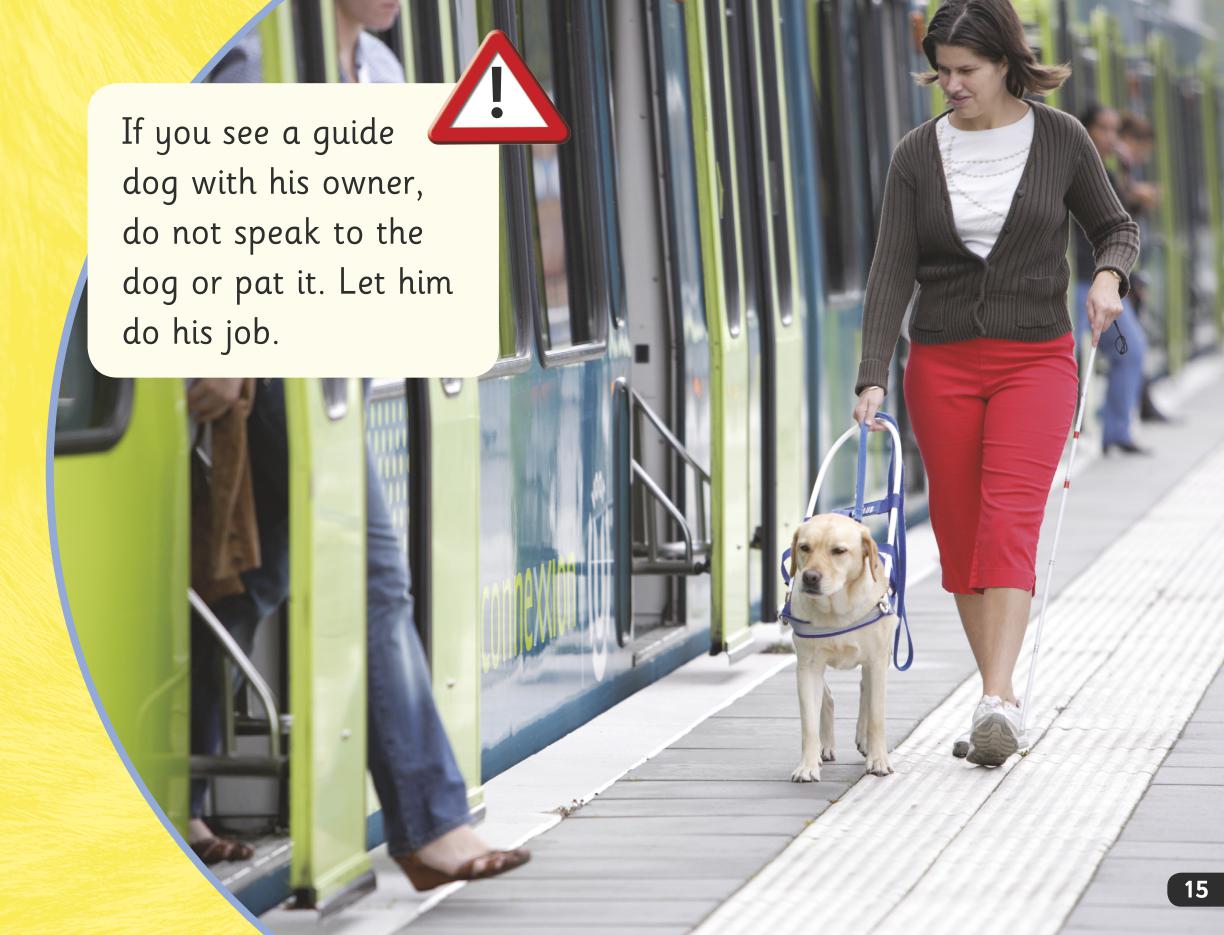 !
If you see a guide
dog with his owner,
do not speak to the
dog or pat it. Let him
do his job.
connexxion
15